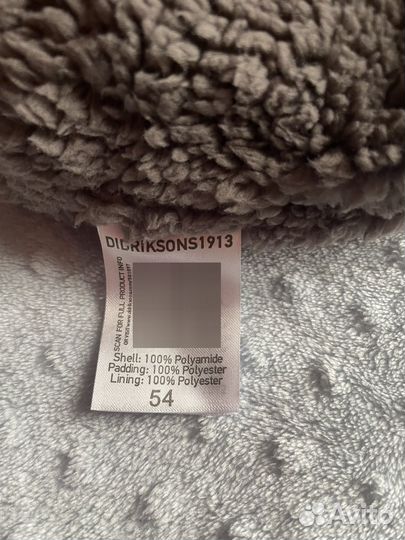 DIDRIKSONS1913
SCAN FOR FULL PRODUCT INFO
Shell: 100% Polyamide
Padding: 100% Polyester
Lining: 100% Polyester
54
Avito